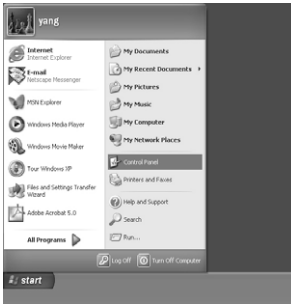 yang
Internet
Internet Explorer
E-mail
Netscape Messenger
MSN Explorer
Windows Media Player
Windows Movie Maker
Tour Windows XP
Files and Settings Transfer
Wizard
Adobe Acrobat 5.0
All Programs
My Documents
My Recent Documents
My Pictures
My Music
My Computer
My Network Places
Control Panel
Printers and Faxes
Help and Support
Search
Run...
Log Off
Turn Off Computer
start